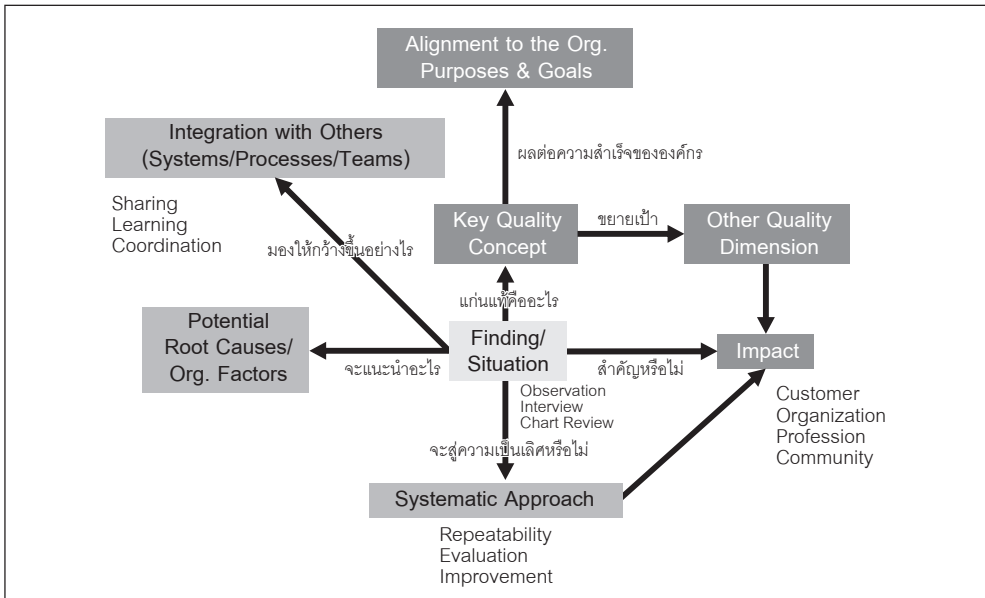 Alignment to the Org.
Purposes & Goals
Integration with Others
(Systems/Processes/Teams)
ผลต่อความสำเร็จขององค์กร
Sharing
Learning
Coordination
Key Quality
Concept
ขยายเป้า
Other Quality
Dimension
มองให้กว้างขึ้นอย่างไร
แก่นแท้คืออะไร
Potential
Root Causes/
Org. Factors
จะแนะนำอะไร
Finding/
Situation
สำคัญหรือไม่
Impact
Observation
Interview
Chart Review
Customer
Organization
Profession
Community
จะสู่ความเป็นเลิศหรือไม่
Systematic Approach
Repeatability
Evaluation
Improvement